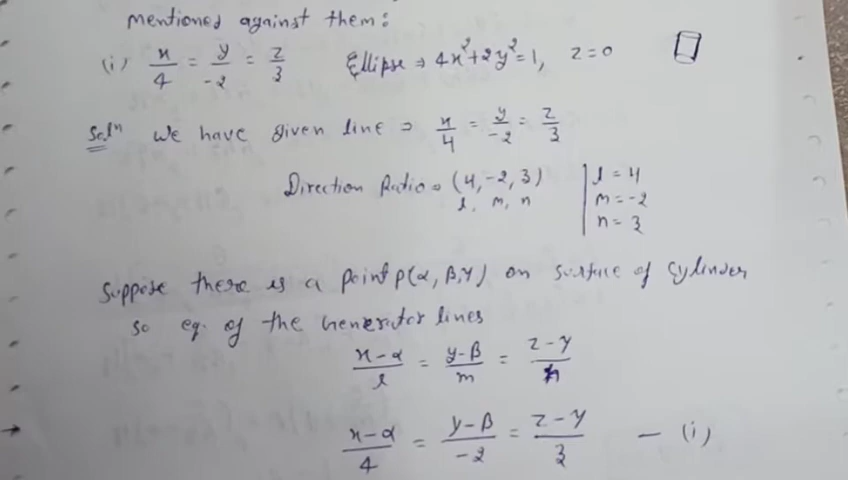 mentioned against them:
(i) x/4 = y/-2 = z/3 Ellipse → 4x²+2y²=1, z=0
Solⁿ We have given line → x/4 = y/-2 = z/3
Direction Ratio = (4, -2, 3) | l = 4
l, m, n | m = -2
| n = 3
Suppose there is a point P(α, β, γ) on surface of cylinder
so eq. of the Generator lines
x-α/l = y-β/m = z-γ/n
x-α/4 = y-β/-2 = z-γ/3 — (i)